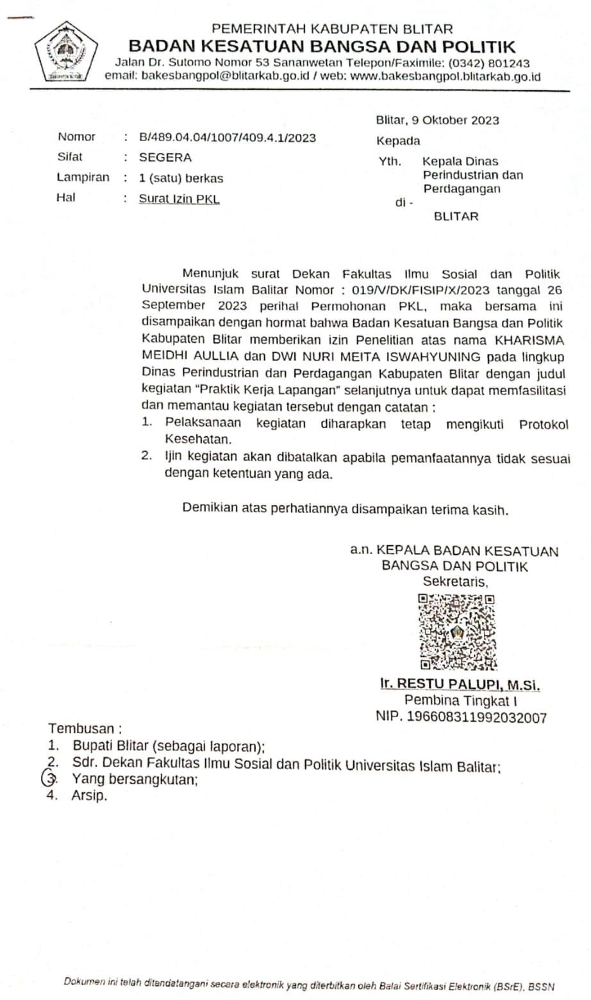 PEMERINTAH KABUPATEN BLITAR
BADAN KESATUAN BANGSA DAN POLITIK
Jalan Dr. Sutomo Nomor 53 Sananwetan Telepon/Faximile: (0342) 801243
email: bakesbangpol@blitarkab.go.id / web: www.bakesbangpol.blitarkab.go.id
Blitar, 9 Oktober 2023
Nomor : B/489.04.04/1007/409.4.1/2023
Kepada
Sifat : SEGERA
Yth. Kepala Dinas
Lampiran : 1 (satu) berkas
Perindustrian dan
Perdagangan
Hal : Surat Izin PKL
di -
BLITAR
Menunjuk surat Dekan Fakultas Ilmu Sosial dan Politik
Universitas Islam Balitar Nomor : 019/V/DK/FISIP/X/2023 tanggal 26
September 2023 perihal Permohonan PKL, maka bersama ini
disampaikan dengan hormat bahwa Badan Kesatuan Bangsa dan Politik
Kabupaten Blitar memberikan izin Penelitian atas nama KHARISMA
MEIDHI AULLIA dan DWI NURI MEITA ISWAHYUNING pada lingkup
Dinas Perindustrian dan Perdagangan Kabupaten Blitar dengan judul
kegiatan “Praktik Kerja Lapangan” selanjutnya untuk dapat memfasilitasi
dan memantau kegiatan tersebut dengan catatan :
1. Pelaksanaan kegiatan diharapkan tetap mengikuti Protokol
Kesehatan.
2. Ijin kegiatan akan dibatalkan apabila pemanfaatannya tidak sesuai
dengan ketentuan yang ada.
Demikian atas perhatiannya disampaikan terima kasih.
a.n. KEPALA BADAN KESATUAN
BANGSA DAN POLITIK
Sekretaris,
Ir. RESTU PALUPI, M.Si.
Pembina Tingkat I
NIP. 196608311992032007
Tembusan :
1. Bupati Blitar (sebagai laporan);
2. Sdr. Dekan Fakultas Ilmu Sosial dan Politik Universitas Islam Balitar;
3. Yang bersangkutan;
4. Arsip.
Dokumen ini telah ditandatangani secara elektronik yang diterbitkan oleh Balai Sertifikasi Elektronik (BSrE), BSSN